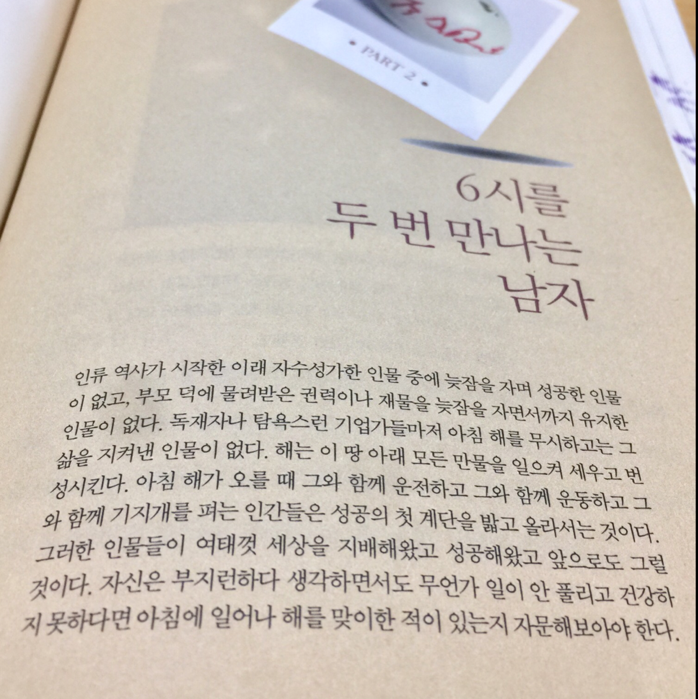 • PART 2 •
6시를
두 번 만나는
남자
인류 역사가 시작한 이래 자수성가한 인물 중에 늦잠을 자며 성공한 인물
이 없고, 부모 덕에 물려받은 권력이나 재물을 늦잠을 자면서까지 유지한
인물이 없다. 독재자나 탐욕스런 기업가들마저 아침 해를 무시하고는 그
삶을 지켜낸 인물이 없다. 해는 이 땅 아래 모든 만물을 일으켜 세우고 번
성시킨다. 아침 해가 오를 때 그와 함께 운전하고 그와 함께 운동하고 그
와 함께 기지개를 펴는 인간들은 성공의 첫 계단을 밟고 올라서는 것이다.
그러한 인물들이 여태껏 세상을 지배해왔고 성공해왔고 앞으로도 그럴
것이다. 자신은 부지런하다 생각하면서도 무언가 일이 안 풀리고 건강하
지 못하다면 아침에 일어나 해를 맞이한 적이 있는지 자문해보아야 한다.